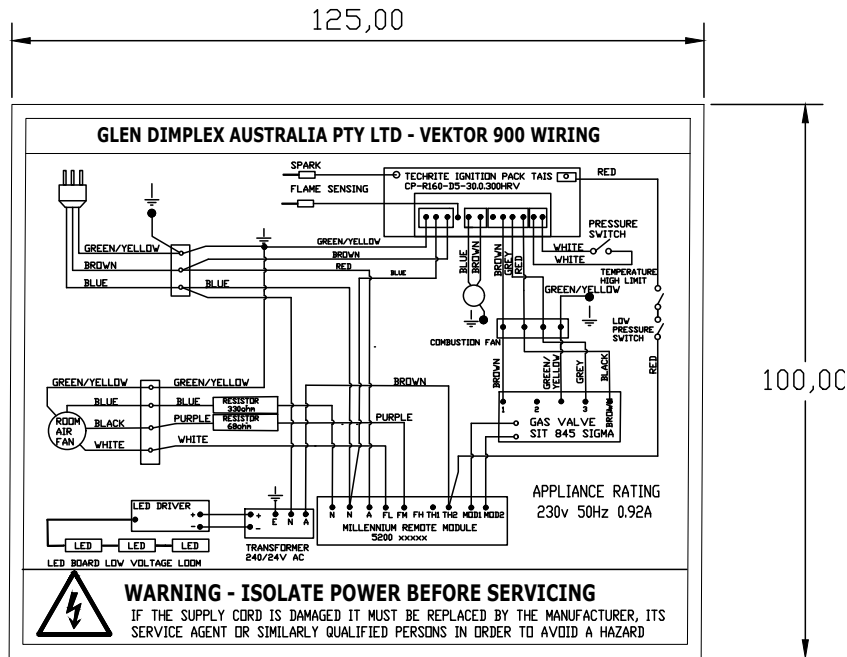 125,00
100,00
GLEN DIMPLEX AUSTRALIA PTY LTD - VEKTOR 900 WIRING
SPARK
FLAME SENSING
TECHRITE IGNITION PACK TAIS
CP-R160-D5-30.0.300HRV
RED
GREEN/YELLOW
BROWN
BLUE
BLUE
GREEN/YELLOW
BROWN
RED
BLUE
BLUE
BROWN
BROWN
GREY
RED
WHITE
WHITE
PRESSURE
SWITCH
TEMPERATURE
HIGH LIMIT
GREEN/YELLOW
LOW
PRESSURE
SWITCH
RED
COMBUSTION FAN
BROWN
GREEN/
YELLOW
GREY
BLACK
BROWN
1
2
3
GAS VALVE
SIT 845 SIGMA
GREEN/YELLOW
BLUE
BLACK
WHITE
ROOM
AIR
FAN
GREEN/YELLOW
BLUE
PURPLE
WHITE
RESISTOR
330ohm
RESISTOR
68ohm
BROWN
PURPLE
LED DRIVER
+
-
+
-
E
N
A
TRANSFORMER
240/24V AC
LED
LED
LED
LED BOARD LOW VOLTAGE LOOM
N
N
A
FL
FM
FH
TH1
TH2
MOD1
MOD2
MILLENNIUM REMOTE MODULE
5200 xxxxx
APPLIANCE RATING
230v 50Hz 0.92A
WARNING - ISOLATE POWER BEFORE SERVICING
IF THE SUPPLY CORD IS DAMAGED IT MUST BE REPLACED BY THE MANUFACTURER, ITS
SERVICE AGENT OR SIMILARLY QUALIFIED PERSONS IN ORDER TO AVOID A HAZARD